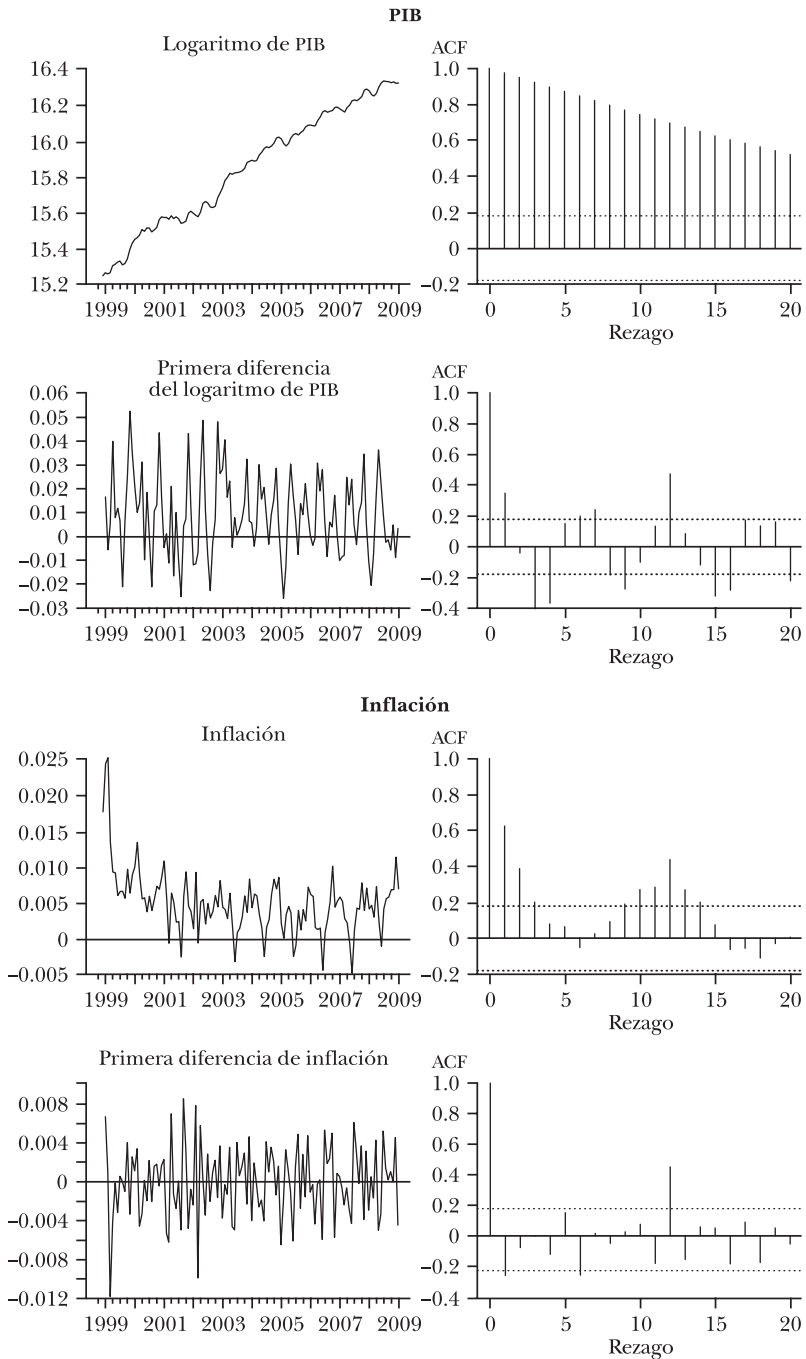 PIB
Logaritmo de PIB
16.4
16.2
16.0
15.8
15.6
15.4
15.2
1999 2001 2003 2005 2007 2009
ACF
1.0
0.8
0.6
0.4
0.2
0
−0.2
0 5 10 15 20
Rezago
Primera diferencia
del logaritmo de PIB
0.06
0.05
0.04
0.03
0.02
0.01
0
−0.01
−0.02
−0.03
1999 2001 2003 2005 2007 2009
ACF
1.0
0.8
0.6
0.4
0.2
0
−0.2
−0.4
0 5 10 15 20
Rezago
Inflación
Inflación
0.025
0.020
0.015
0.010
0.005
0
−0.005
1999 2001 2003 2005 2007 2009
ACF
1.0
0.8
0.6
0.4
0.2
0
−0.2
0 5 10 15 20
Rezago
Primera diferencia de inflación
0.008
0.004
0
−0.004
−0.008
−0.012
1999 2001 2003 2005 2007 2009
ACF
1.0
0.8
0.6
0.4
0.2
0
−0.2
−0.4
0 5 10 15 20
Rezago